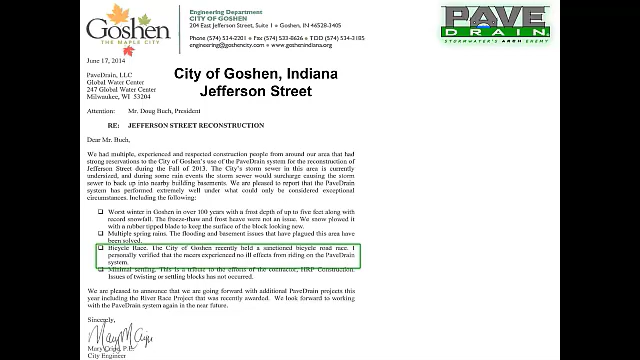 Goshen
THE MAPLE CITY
Engineering Department
CITY OF GOSHEN
204 East Jefferson Street, Suite 1 • Goshen, IN 46528-3405
Phone (574) 534-2201 • Fax (574) 533-8626 • TDD (574) 534-3185
engineering@goshencity.com • www.goshenindiana.org
PAVE
DRAIN
STORMWATER'S ARCH ENEMY
June 17, 2014
City of Goshen, Indiana
Jefferson Street
PaveDrain, LLC
Global Water Center
247 Global Water Center
Milwaukee, WI 53204
Attention: Mr. Doug Buch, President
RE: JEFFERSON STREET RECONSTRUCTION
Dear Mr. Buch,
We had multiple, experienced and respected construction people from around our area that had
strong reservations to the City of Goshen's use of the PaveDrain system for the reconstruction of
Jefferson Street during the Fall of 2013. The City's storm sewer in this area is currently
undersized, and during some rain events the storm sewer would surcharge causing the storm
sewer to back up into nearby building basements. We are pleased to report that the PaveDrain
system has performed extremely well under what could only be considered exceptional
circumstances. Including the following:
❑ Worst winter in Goshen in over 100 years with a frost depth of up to five feet along with
record snowfall. The freeze-thaw and frost heave were not an issue. We snow plowed it
with a rubber tipped blade to keep the surface of the block looking new.
❑ Multiple spring rains. The flooding and basement issues that have plagued this area have
been solved.
❑ Bicycle Race. The City of Goshen recently held a sanctioned bicycle road race. I
personally verified that the racers experienced no ill effects from riding on the PaveDrain
system.
❑ Minimal settling. This is a tribute to the efforts of the contractor, HRP Construction.
Issues of twisting or settling blocks has not occurred.
We are pleased to announce that we are going forward with additional PaveDrain projects this
year including the River Race Project that was recently awarded. We look forward to working
with the PaveDrain system again in the near future.
Sincerely,
Mary Cripe, P.E.
City Engineer